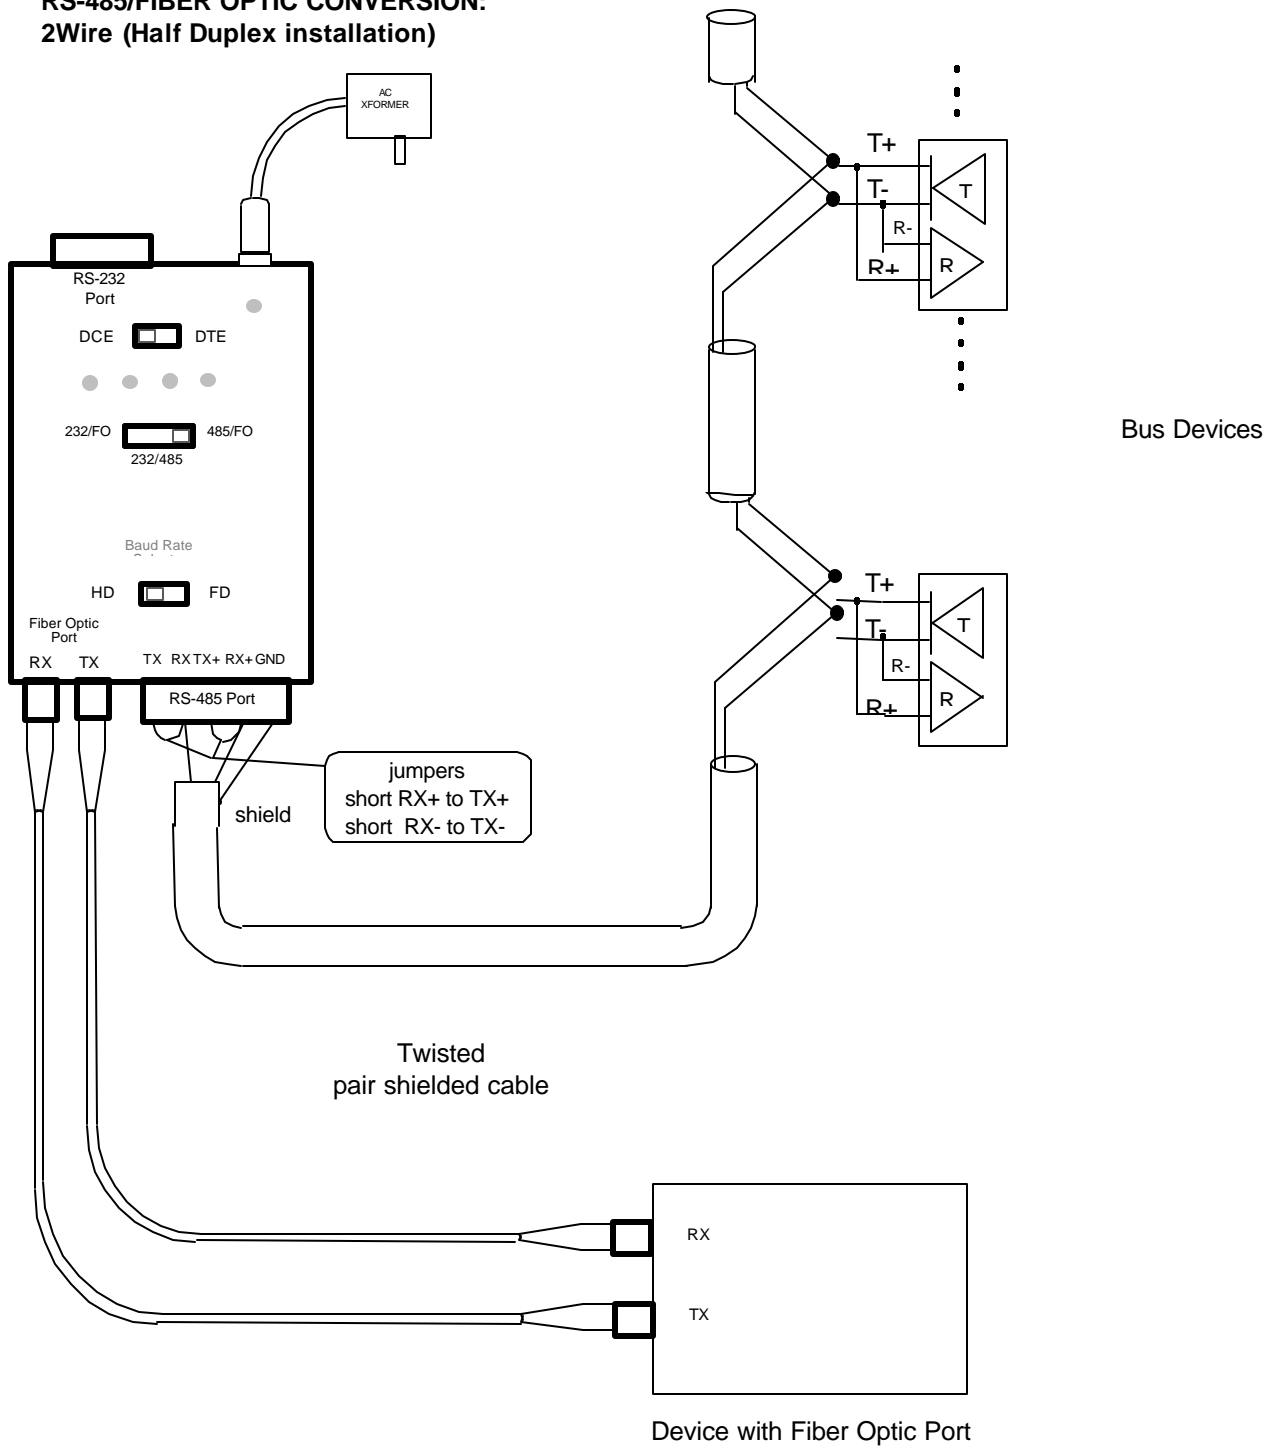 RS-485/FIBER OPTIC CONVERSION:
2Wire (Half Duplex installation)
AC
XFORMER
RS-232
Port
DCE DTE
232/FO 485/FO
232/485
Baud Rate
HD FD
Fiber Optic
Port
RX TX
TX RX TX+ RX+ GND
RS-485 Port
jumpers
short RX+ to TX+
short RX- to TX-
shield
T+
T-
T
R-
R+
R
Bus Devices
T+
T-
T
R-
R+
R
Twisted
pair shielded cable
RX
TX
Device with Fiber Optic Port